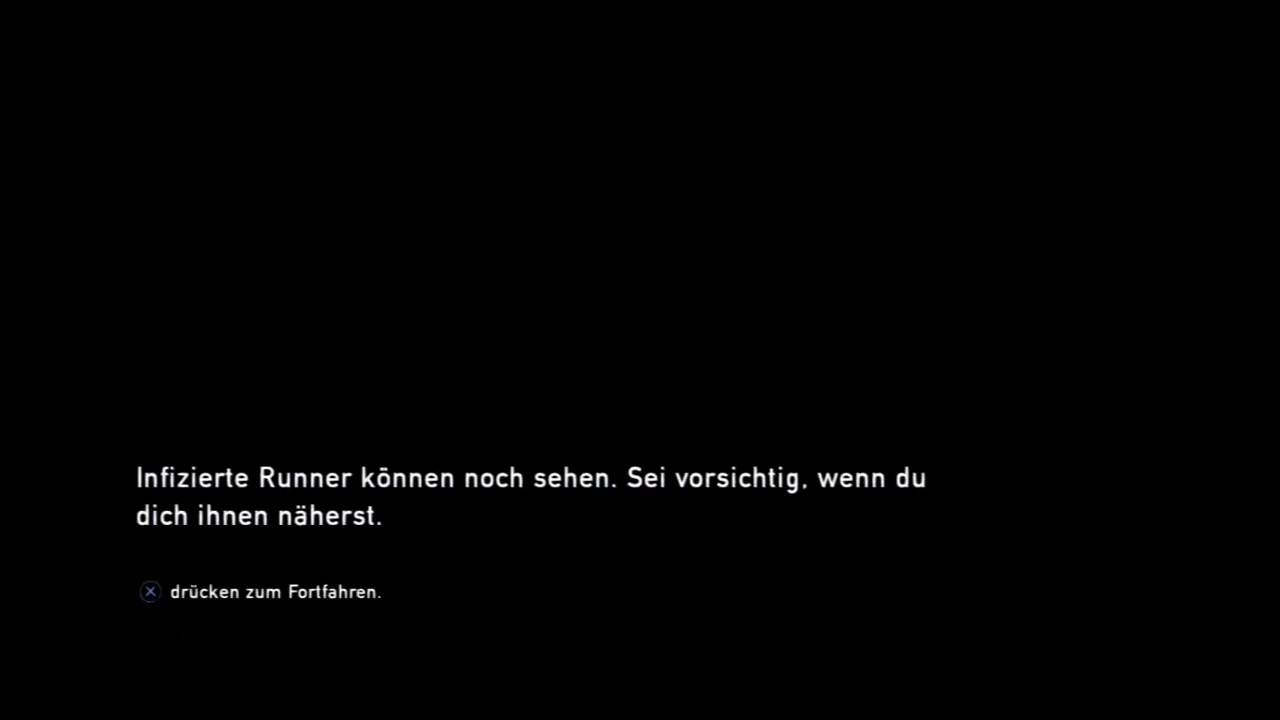 Infizierte Runner können noch sehen. Sei vorsichtig, wenn du
dich ihnen näherst.
drücken zum Fortfahren.